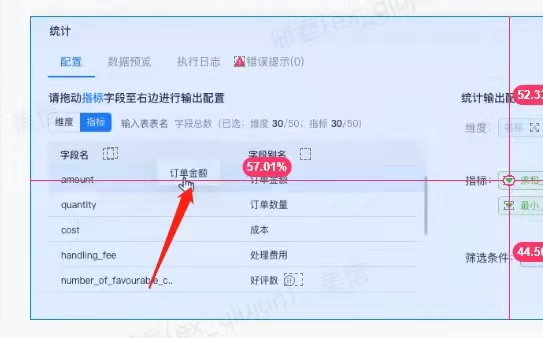 统计
配置 数据预览 执行日志 错误提示(0)
请拖动指标字段至右边进行输出配置
维度 指标 输入表表名 字段总数 (已选：维度 30/50，指标 30/50)
字段名 字段别名
amount 订单金额
订单金额
57.01%
quantity 订单数量
cost 成本
handling_fee 处理费用
number_of_favourable_c.. 好评数
统计输出配
52.33
维度：
指标： 求和_
最小_
筛选条件：
44.50